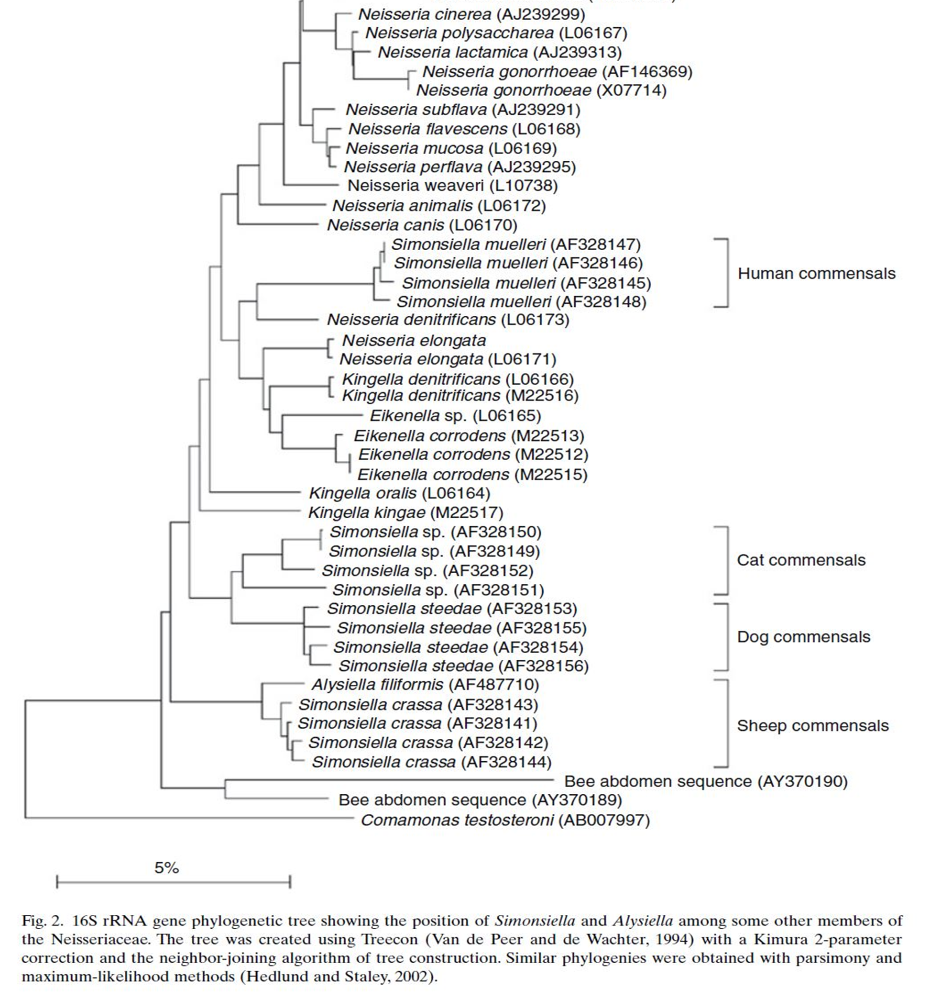 Neisseria cinerea (AJ239299)
Neisseria polysaccharea (L06167)
Neisseria lactamica (AJ239313)
Neisseria gonorrhoeae (AF146369)
Neisseria gonorrhoeae (X07714)
Neisseria subflava (AJ239291)
Neisseria flavescens (L06168)
Neisseria mucosa (L06169)
Neisseria perflava (AJ239295)
Neisseria weaveri (L10738)
Neisseria animalis (L06172)
Neisseria canis (L06170)
Simonsiella muelleri (AF328147)
Simonsiella muelleri (AF328146)
Human commensals
Simonsiella muelleri (AF328145)
Simonsiella muelleri (AF328148)
Neisseria denitrificans (L06173)
Neisseria elongata
Neisseria elongata (L06171)
Kingella denitrificans (L06166)
Kingella denitrificans (M22516)
Eikenella sp. (L06165)
Eikenella corrodens (M22513)
Eikenella corrodens (M22512)
Eikenella corrodens (M22515)
Kingella oralis (L06164)
Kingella kingae (M22517)
Simonsiella sp. (AF328150)
Simonsiella sp. (AF328149)
Cat commensals
Simonsiella sp. (AF328152)
Simonsiella sp. (AF328151)
Simonsiella steedae (AF328153)
Simonsiella steedae (AF328155)
Dog commensals
Simonsiella steedae (AF328154)
Simonsiella steedae (AF328156)
Alysiella filiformis (AF487710)
Simonsiella crassa (AF328143)
Simonsiella crassa (AF328141)
Sheep commensals
Simonsiella crassa (AF328142)
Simonsiella crassa (AF328144)
Bee abdomen sequence (AY370190)
Bee abdomen sequence (AY370189)
Comamonas testosteroni (AB007997)
5%
Fig. 2. 16S rRNA gene phylogenetic tree showing the position of Simonsiella and Alysiella among some other members of
the Neisseriaceae. The tree was created using Treecon (Van de Peer and de Wachter, 1994) with a Kimura 2-parameter
correction and the neighbor-joining algorithm of tree construction. Similar phylogenies were obtained with parsimony and
maximum-likelihood methods (Hedlund and Staley, 2002).